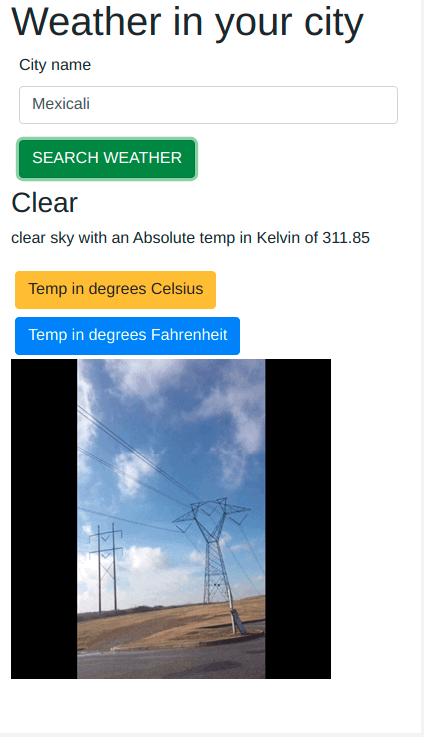 Weather in your city
City name
Mexicali
SEARCH WEATHER
Clear
clear sky with an Absolute temp in Kelvin of 311.85
Temp in degrees Celsius
Temp in degrees Fahrenheit